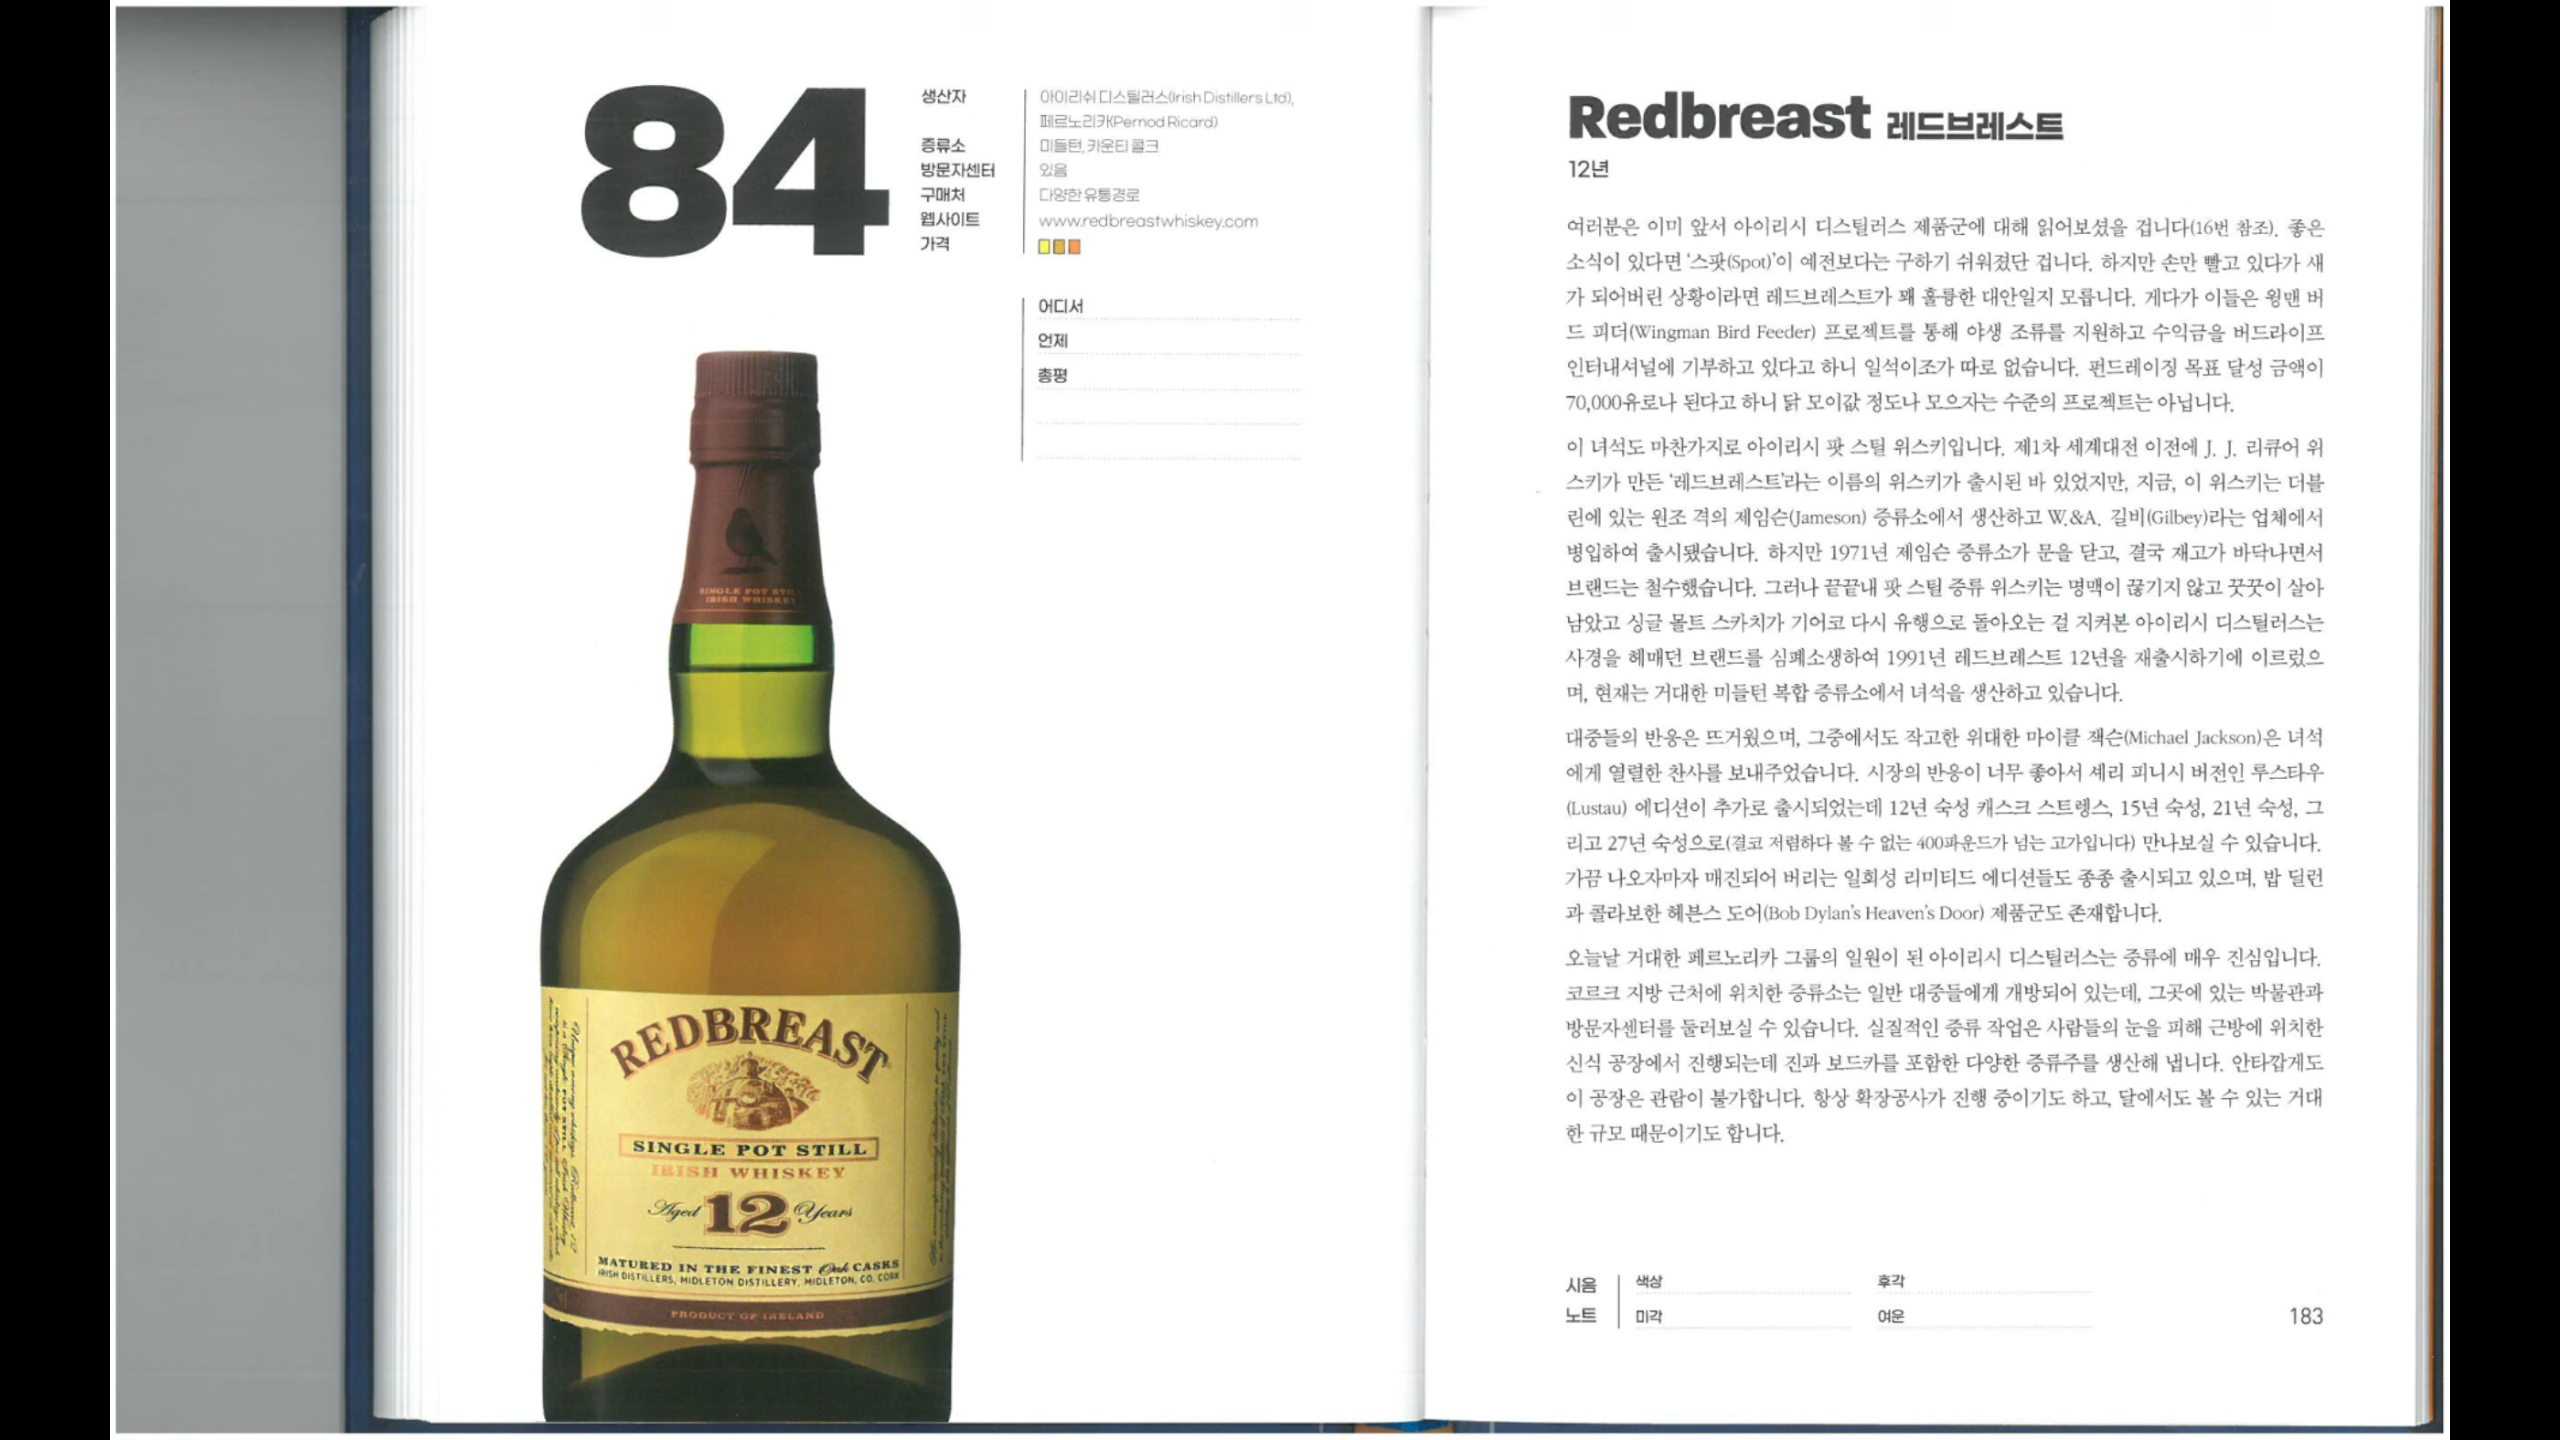 84
생산자
아이리쉬 디스틸러스(Irish Distillers Ltd),
페르노리카(Pernod Ricard)
증류소
미들턴, 카운티 콜크
방문자센터
있음
구매처
다양한 유통경로
웹사이트
www.redbreastwhiskey.com
가격
어디서
언제
총평
SINGLE POT STILL
IRISH WHISKEY
REDBREAST
SINGLE POT STILL
IRISH WHISKEY
Aged 12 Years
MATURED IN THE FINEST Oak CASKS
IRISH DISTILLERS, MIDLETON DISTILLERY, MIDLETON, CO. CORK
PRODUCT OF IRELAND
Redbreast 레드브레스트
12년
여러분은 이미 앞서 아이리시 디스틸러스 제품군에 대해 읽어보셨을 겁니다(16번 참조). 좋은
소식이 있다면 '스팟(Spot)'이 예전보다는 구하기 쉬워졌단 겁니다. 하지만 손만 빨고 있다가 새
가 되어버린 상황이라면 레드브레스트가 꽤 훌륭한 대안일지 모릅니다. 게다가 이들은 윙맨 버
드 피더(Wingman Bird Feeder) 프로젝트를 통해 야생 조류를 지원하고 수익금을 버드라이프
인터내셔널에 기부하고 있다고 하니 일석이조가 따로 없습니다. 펀드레이징 목표 달성 금액이
70,000유로나 된다고 하니 닭 모이값 정도나 모으자는 수준의 프로젝트는 아닙니다.
이 녀석도 마찬가지로 아이리시 팟 스틸 위스키입니다. 제1차 세계대전 이전에 J. J. 리큐어 위
스키가 만든 '레드브레스트'라는 이름의 위스키가 출시된 바 있었지만, 지금, 이 위스키는 더블
린에 있는 원조 격의 제임슨(Jameson) 증류소에서 생산하고 W.&A. 길비(Gilbey)라는 업체에서
병입하여 출시됐습니다. 하지만 1971년 제임슨 증류소가 문을 닫고, 결국 재고가 바닥나면서
브랜드는 철수했습니다. 그러나 끝끝내 팟 스틸 증류 위스키는 명맥이 끊기지 않고 꿋꿋이 살아
남았고 싱글 몰트 스카치가 기어코 다시 유행으로 돌아오는 걸 지켜본 아이리시 디스틸러스는
사경을 헤매던 브랜드를 심폐소생하여 1991년 레드브레스트 12년을 재출시하기에 이르렀으
며, 현재는 거대한 미들턴 복합 증류소에서 녀석을 생산하고 있습니다.
대중들의 반응은 뜨거웠으며, 그중에서도 작고한 위대한 마이클 잭슨(Michael Jackson)은 녀석
에게 열렬한 찬사를 보내주었습니다. 시장의 반응이 너무 좋아서 셰리 피니시 버전인 루스타우
(Lustau) 에디션이 추가로 출시되었는데 12년 숙성 캐스크 스트렝스, 15년 숙성, 21년 숙성, 그
리고 27년 숙성으로(결코 저렴하다 볼 수 없는 400파운드가 넘는 고가입니다) 만나보실 수 있습니다.
가끔 나오자마자 매진되어 버리는 일회성 리미티드 에디션들도 종종 출시되고 있으며, 밥 딜런
과 콜라보한 헤븐스 도어(Bob Dylan's Heaven's Door) 제품군도 존재합니다.
오늘날 거대한 페르노리카 그룹의 일원이 된 아이리시 디스틸러스는 증류에 매우 진심입니다.
코르크 지방 근처에 위치한 증류소는 일반 대중들에게 개방되어 있는데, 그곳에 있는 박물관과
방문자센터를 둘러보실 수 있습니다. 실질적인 증류 작업은 사람들의 눈을 피해 근방에 위치한
신식 공장에서 진행되는데 진과 보드카를 포함한 다양한 증류주를 생산해 냅니다. 안타깝게도
이 공장은 관람이 불가합니다. 항상 확장공사가 진행 중이기도 하고, 달에서도 볼 수 있는 거대
한 규모 때문이기도 합니다.
시음
노트
색상
후각
미각
여운
183